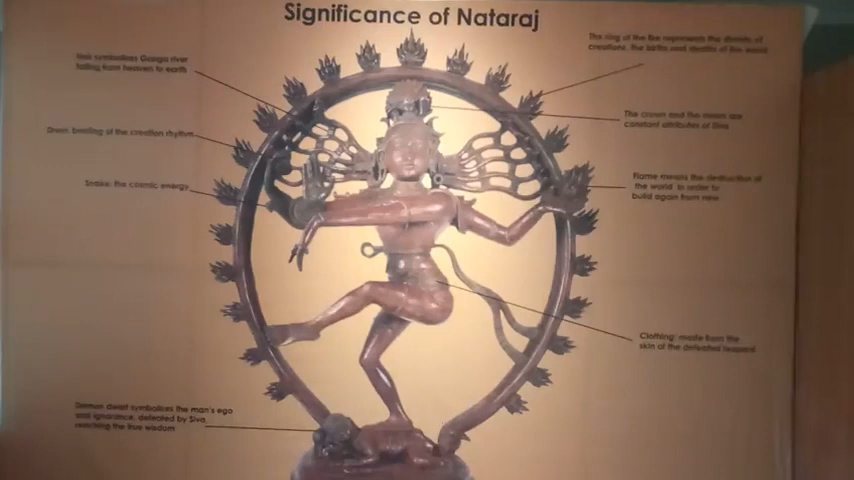 Significance of Nataraj
Fish symbolizes Ganga river
falling from heaven to earth
Drum: beating of the creation rhythm
Snake: the cosmic energy
Demon dwarf symbolizes the man's ego
and ignorance, defeated by Siva,
reaching the true wisdom
The ring of the fire represents the
creature, the births and deaths of the world
The crown and the moon are
constant attributes of Siva
Flame means the destruction of
the world in order to
build again from new
Clothing: made from the
skin of the defeated leopard